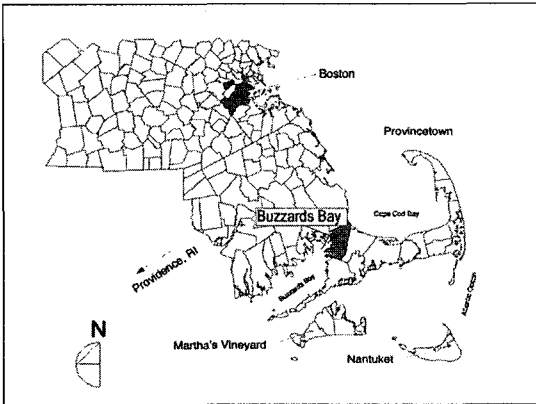 Boston
Provincetown
Buzzards Bay
Cape Cod Bay
Providence, RI
Buzzards Bay
Atlantic Ocean
N
Martha's Vineyard
Nantuket